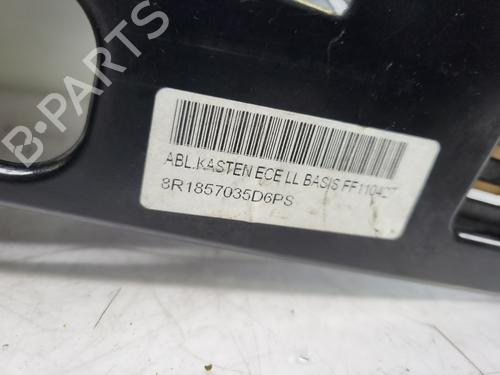 B-PARTS
ABL.KASTEN ECE LL BASIS FF110427
8R1857035D6PS